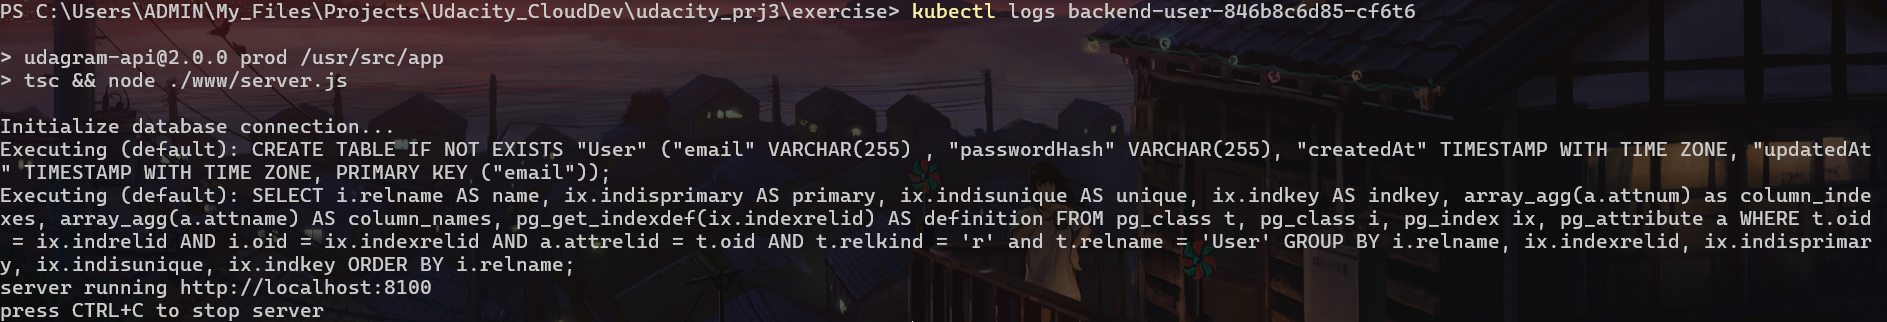 PS C:\Users\ADMIN\My_Files\Projects\Udacity_CloudDev\udacity_prj3\exercise> kubectl logs backend-user-846b8c6d85-cf6t6
> udagram-api@2.0.0 prod /usr/src/app
> tsc && node ./www/server.js
Initialize database connection...
Executing (default): CREATE TABLE IF NOT EXISTS "User" ("email" VARCHAR(255) , "passwordHash" VARCHAR(255), "createdAt" TIMESTAMP WITH TIME ZONE, "updatedAt
" TIMESTAMP WITH TIME ZONE, PRIMARY KEY ("email"));
Executing (default): SELECT i.relname AS name, ix.indisprimary AS primary, ix.indisunique AS unique, ix.indkey AS indkey, array_agg(a.attnum) as column_inde
xes, array_agg(a.attname) AS column_names, pg_get_indexdef(ix.indexrelid) AS definition FROM pg_class t, pg_class i, pg_index ix, pg_attribute a WHERE t.oid
 = ix.indrelid AND i.oid = ix.indexrelid AND a.attrelid = t.oid AND t.relkind = 'r' and t.relname = 'User' GROUP BY i.relname, ix.indexrelid, ix.indisprimar
y, ix.indisunique, ix.indkey ORDER BY i.relname;
server running http://localhost:8100
press CTRL+C to stop server